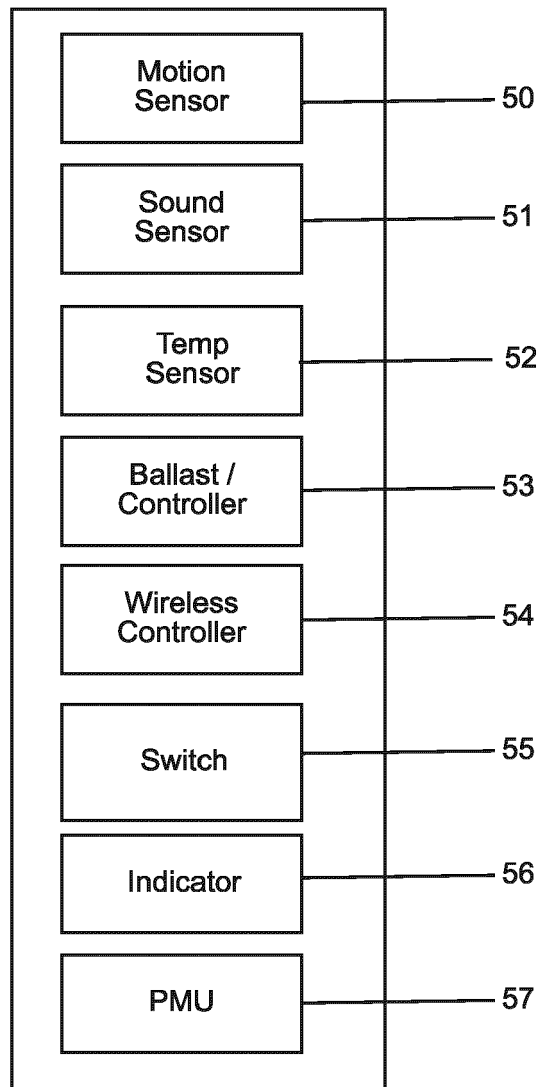 Motion
Sensor
50
Sound
Sensor
51
Temp
Sensor
52
Ballast /
Controller
53
Wireless
Controller
54
Switch
55
Indicator
56
PMU
57